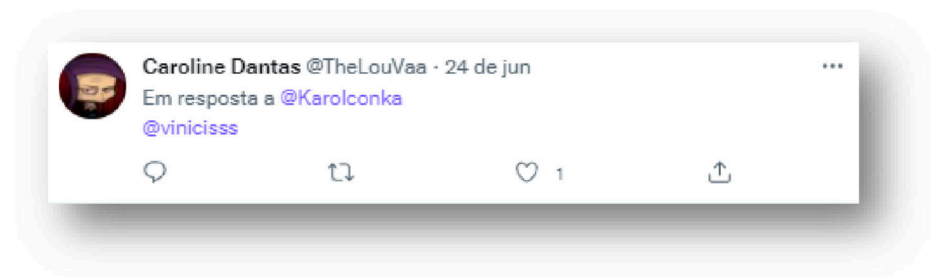 Caroline Dantas @TheLouVaa · 24 de jun
Em resposta a @Karolconka
@vinicisss
1